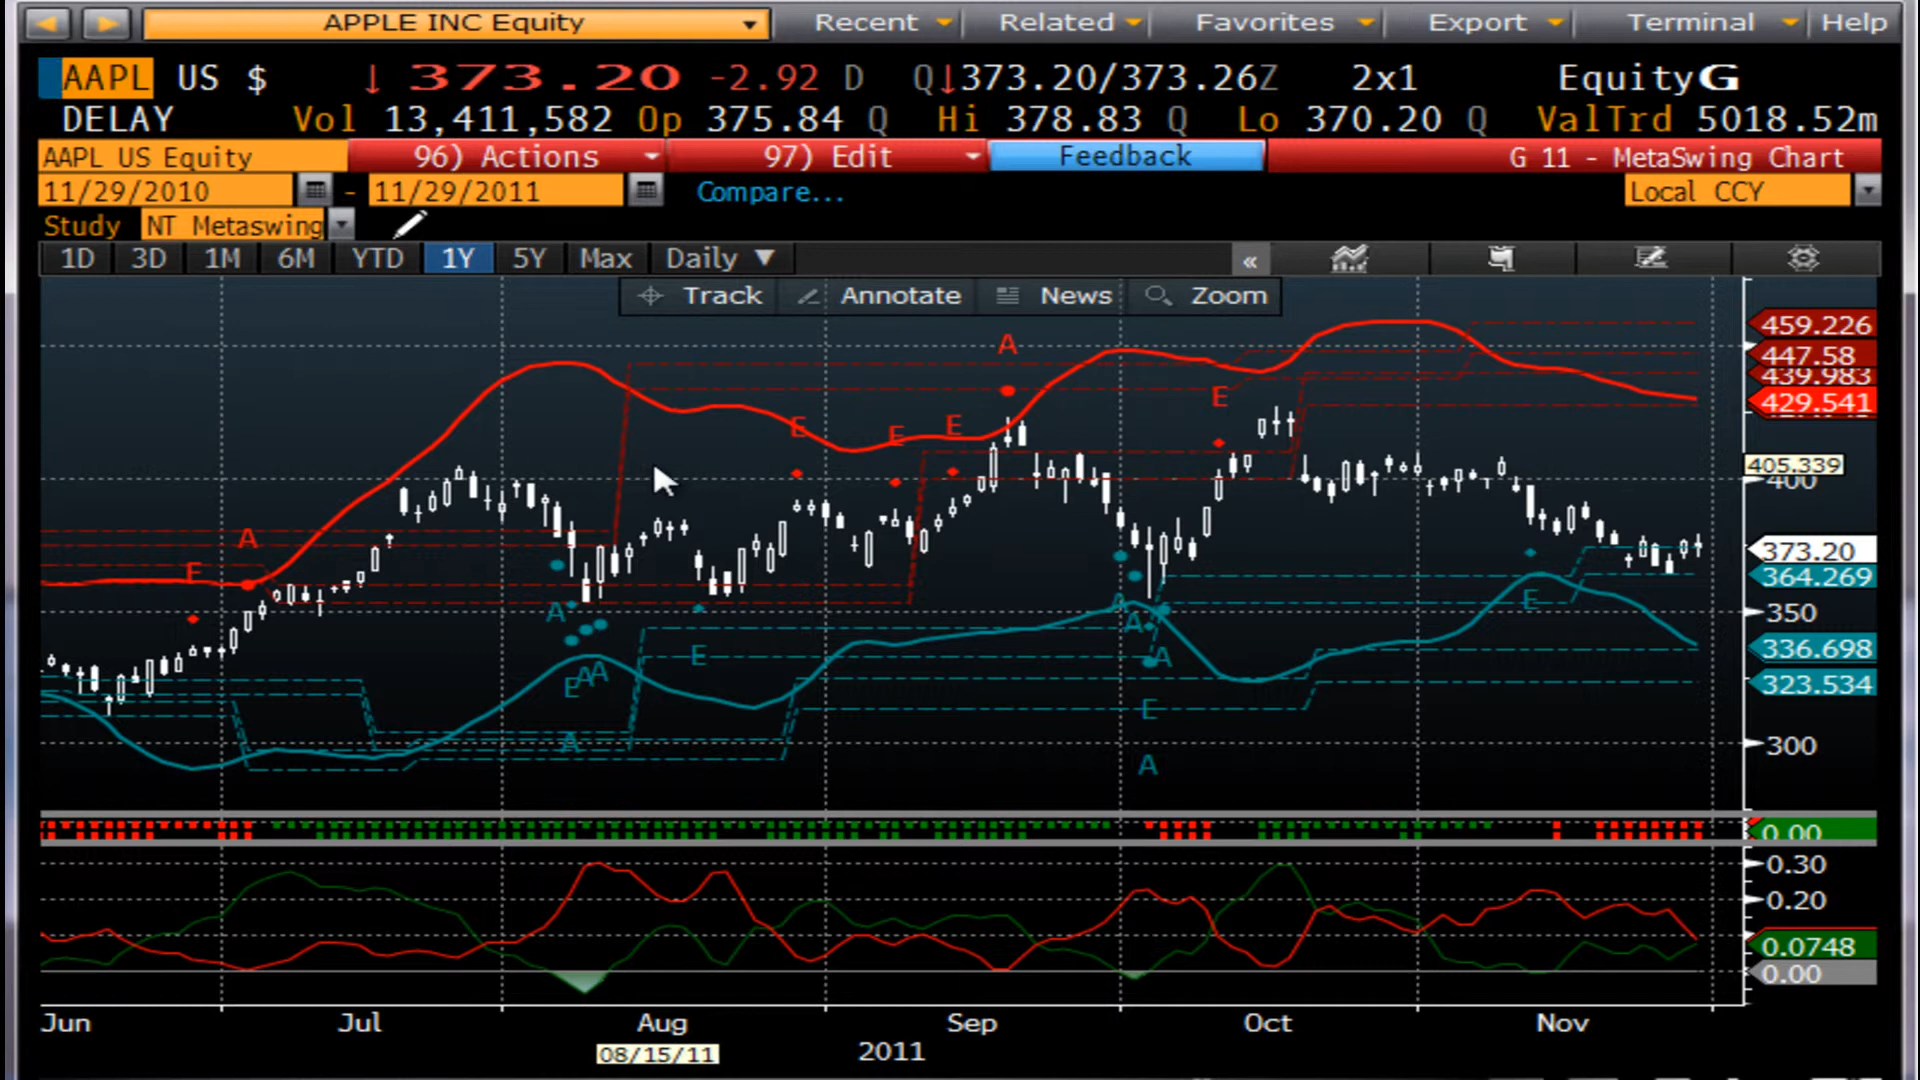 APPLE INC Equity Recent Related Favorites Export Terminal Help
AAPL US $ ↓ 373.20 -2.92 D Q↓373.20/373.26Z 2x1 EquityG
DELAY Vol 13,411,582 Op 375.84 Q Hi 378.83 Q Lo 370.20 Q ValTrd 5018.52m
AAPL US Equity 96) Actions 97) Edit Feedback G 11 - MetaSwing Chart
11/29/2010 - 11/29/2011 Compare... Local CCY
Study NT Metaswing
1D 3D 1M 6M YTD 1Y 5Y Max Daily ▼ «
Track Annotate News Zoom
459.226
A
447.58
439.983
E
429.541
E E E
405.339
400
A
373.20
E
364.269
E
A
A
350
A
336.698
E
A
E A A
323.534
E
A
300
A
0.00
0.30
0.20
0.0748
0.00
Jun Jul Aug Sep Oct Nov
08/15/11 2011